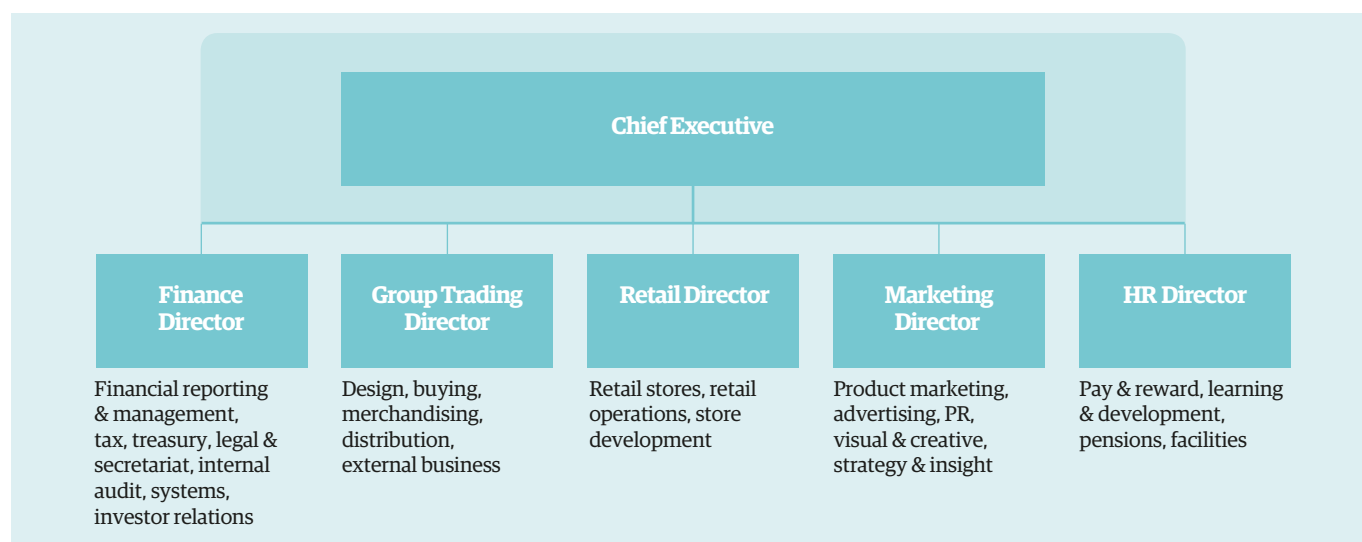 Chief Executive
Finance
Director
Financial reporting
& management,
tax, treasury, legal &
secretariat, internal
audit, systems,
investor relations
Group Trading
Director
Design, buying,
merchandising,
distribution,
external business
Retail Director
Retail stores, retail
operations, store
development
Marketing
Director
Product marketing,
advertising, PR,
visual & creative,
strategy & insight
HR Director
Pay & reward, learning
& development,
pensions, facilities